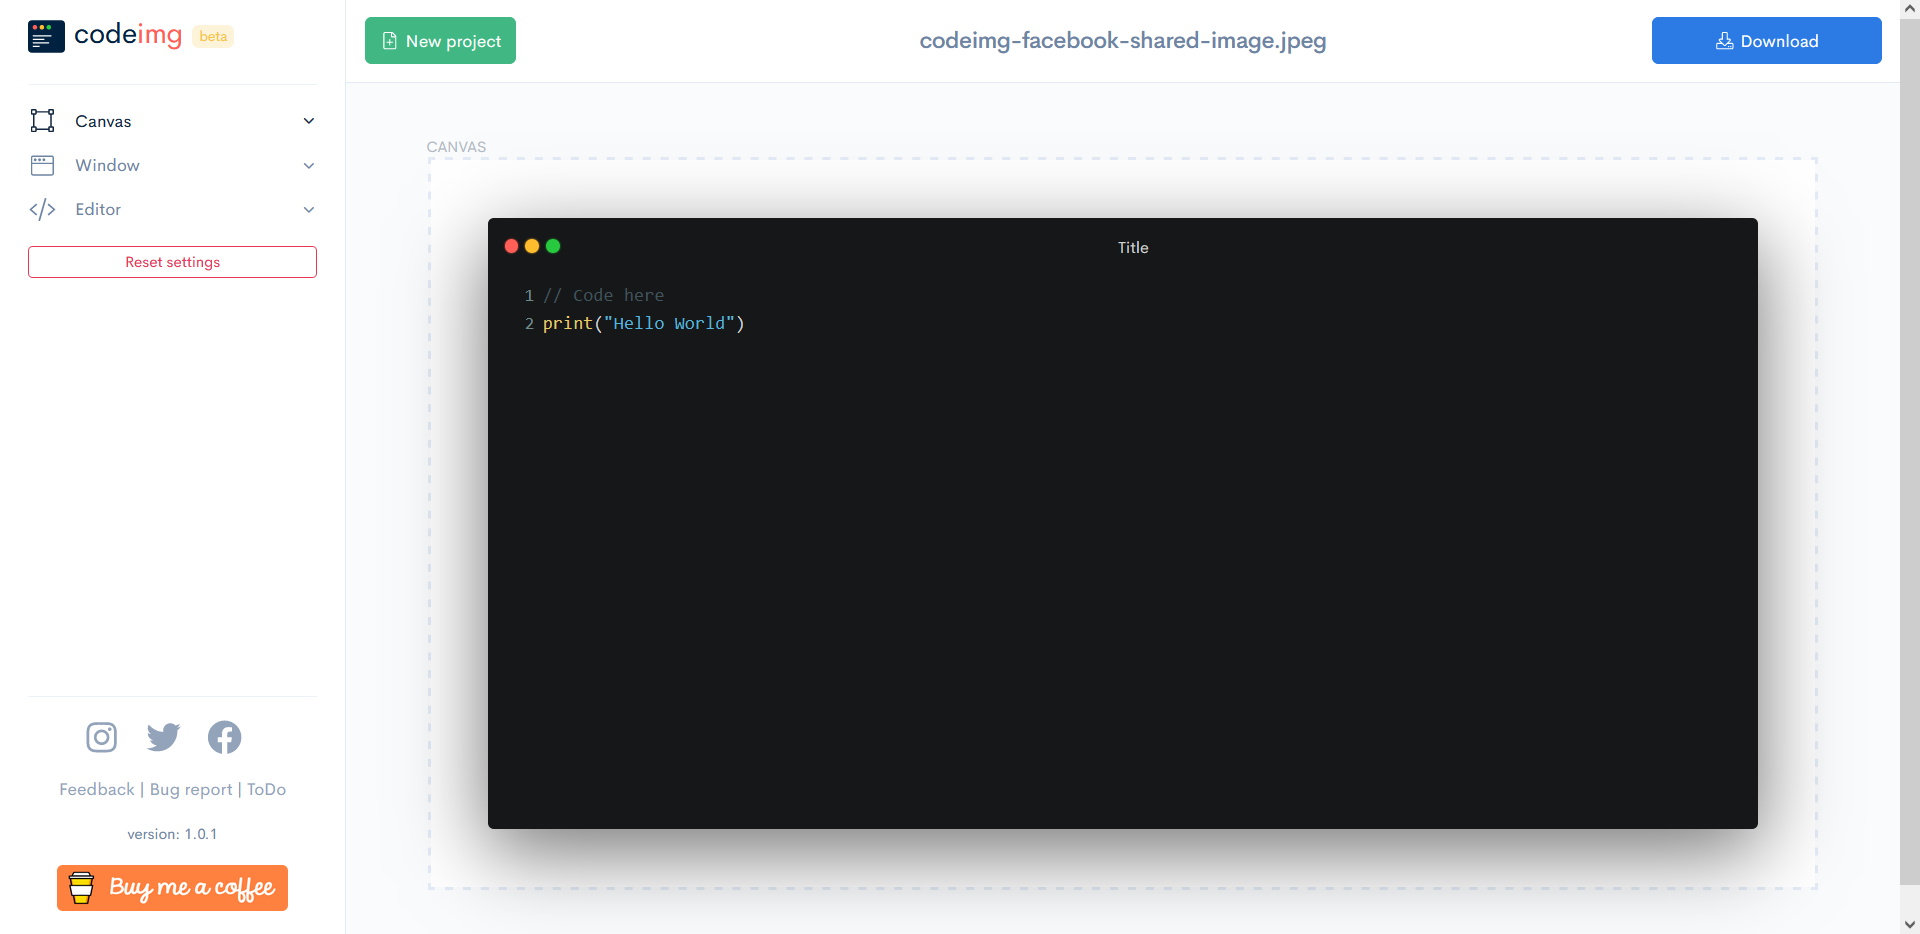 codeimg beta
Canvas
Window
Editor
Reset settings
Feedback | Bug report | ToDo
version: 1.0.1
Buy me a coffee
New project
codeimg-facebook-shared-image.jpeg
Download
CANVAS
Title
1 // Code here
2 print("Hello World")